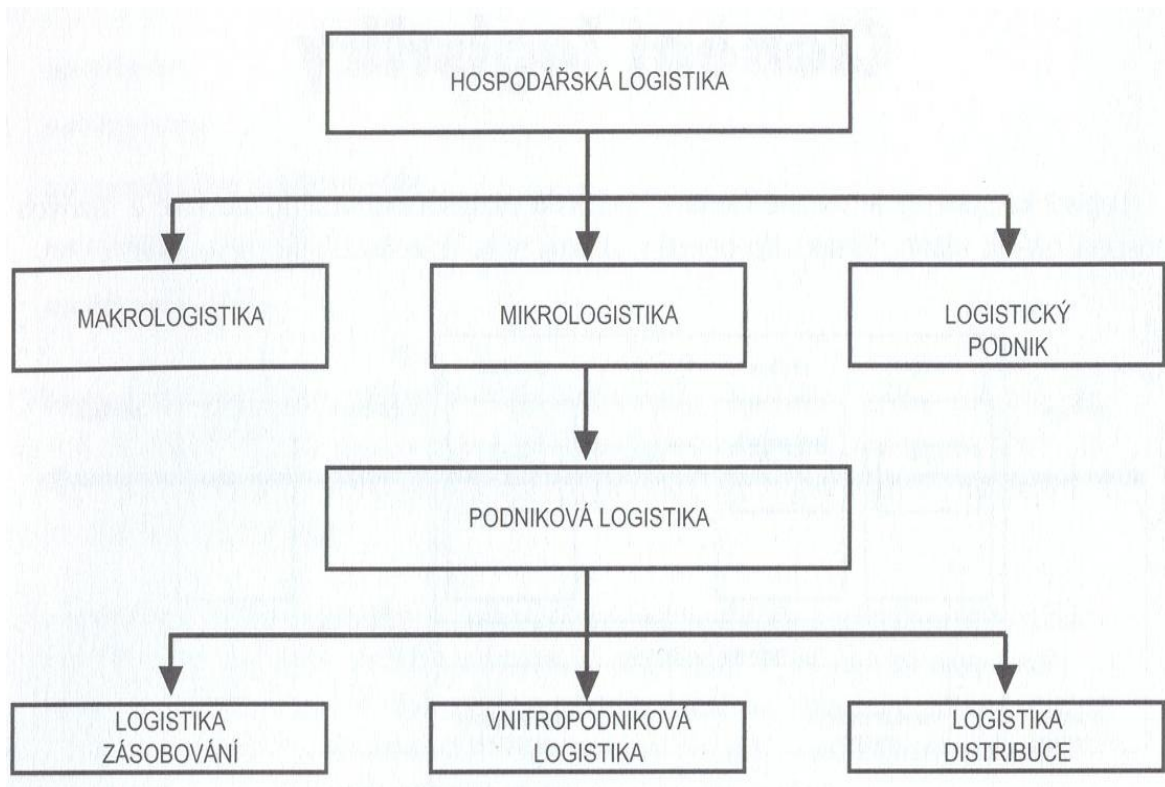 HOSPODÁŘSKÁ LOGISTIKA
MAKROLOGISTIKA
MIKROLOGISTIKA
LOGISTICKÝ
PODNIK
PODNIKOVÁ LOGISTIKA
LOGISTIKA
ZÁSOBOVÁNÍ
VNITROPODNIKOVÁ
LOGISTIKA
LOGISTIKA
DISTRIBUCE